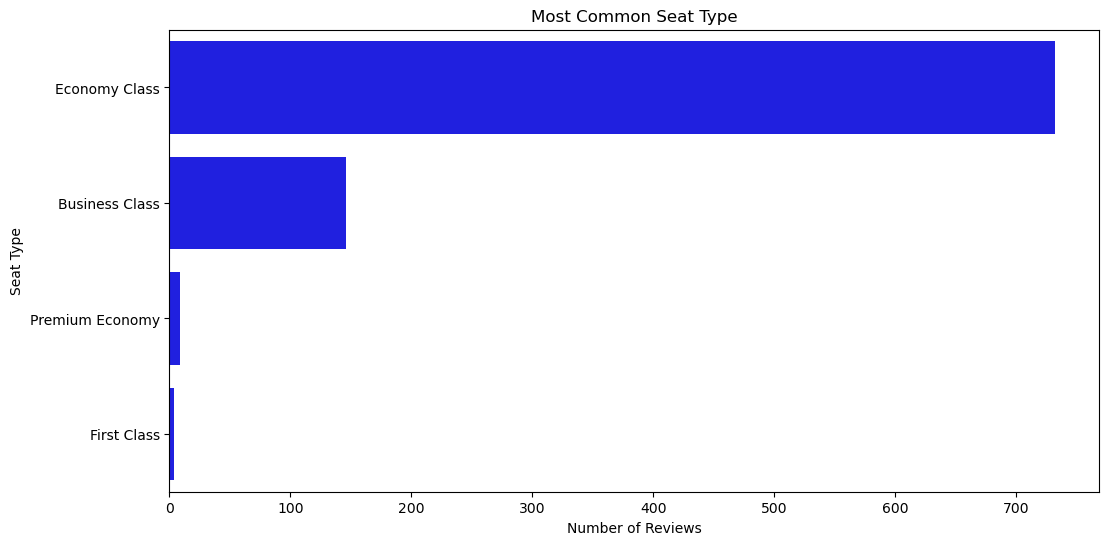 Most Common Seat Type
Seat Type
Economy Class
Business Class
Premium Economy
First Class
0 100 200 300 400 500 600 700
Number of Reviews